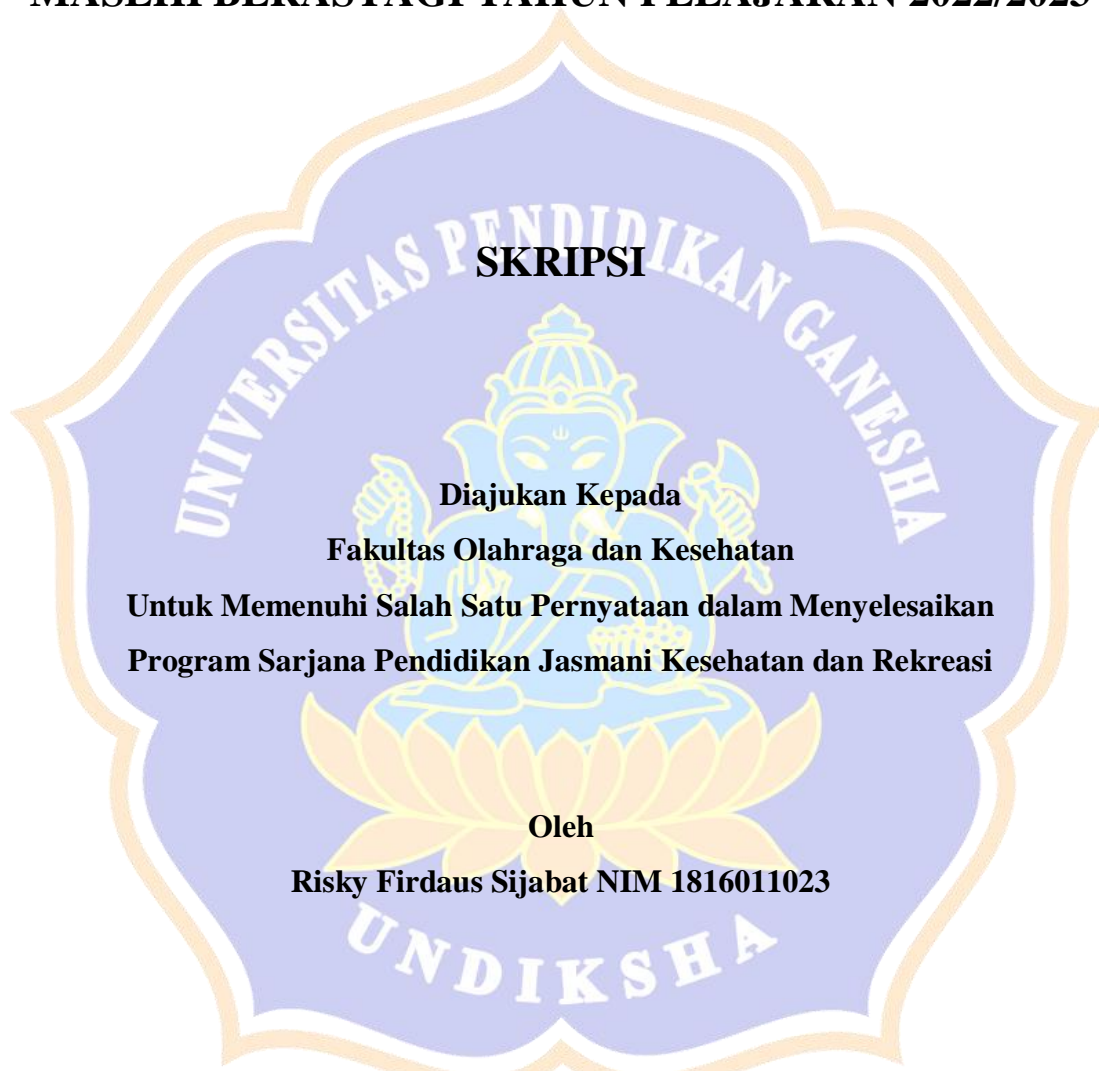 MASEHI BERASTAGI TAHUN PELAJARAN 2022/2023
UNIVERSITAS PENDIDIKAN GANESHA
SKRIPSI
Diajukan Kepada
Fakultas Olahraga dan Kesehatan
Untuk Memenuhi Salah Satu Pernyataan dalam Menyelesaikan
Program Sarjana Pendidikan Jasmani Kesehatan dan Rekreasi
Oleh
Risky Firdaus Sijabat NIM 1816011023
UNDIKSHA